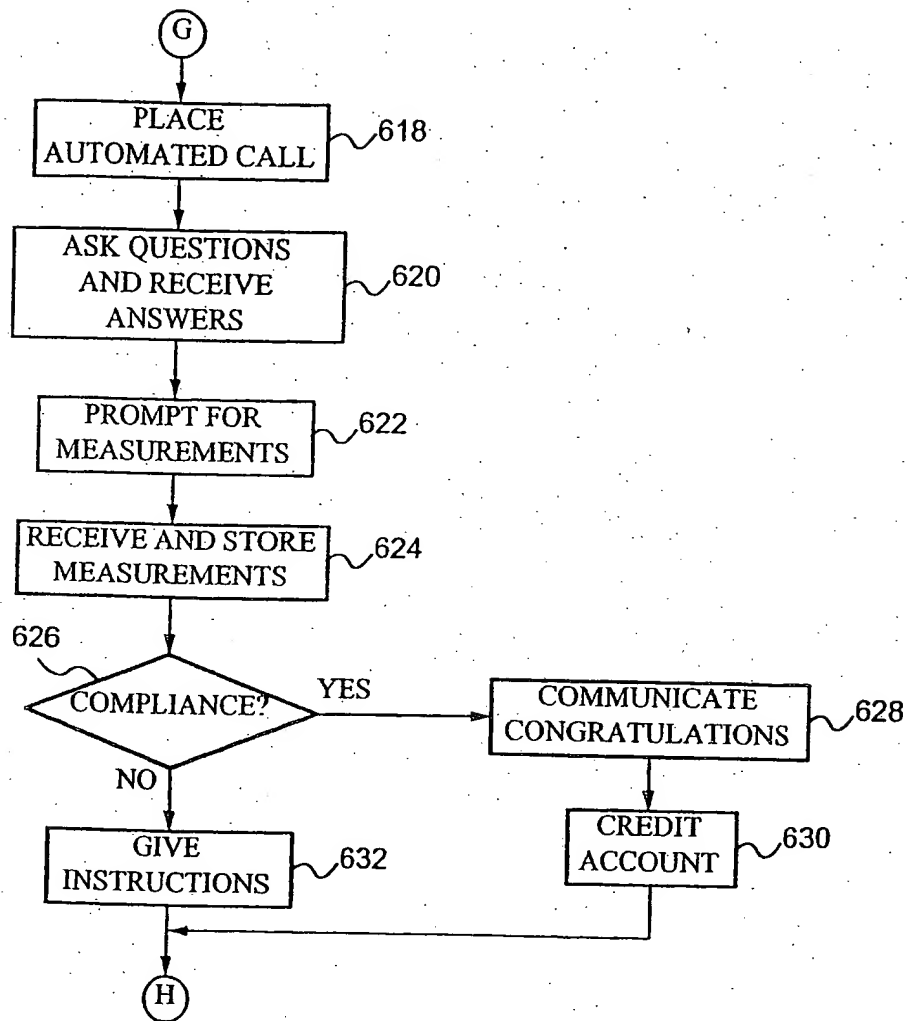 G
PLACE
AUTOMATED CALL
618
ASK QUESTIONS
AND RECEIVE
ANSWERS
620
PROMPT FOR
MEASUREMENTS
622
RECEIVE AND STORE
MEASUREMENTS
624
626
COMPLIANCE?
YES
NO
COMMUNICATE
CONGRATULATIONS
628
CREDIT
ACCOUNT
630
GIVE
INSTRUCTIONS
632
H